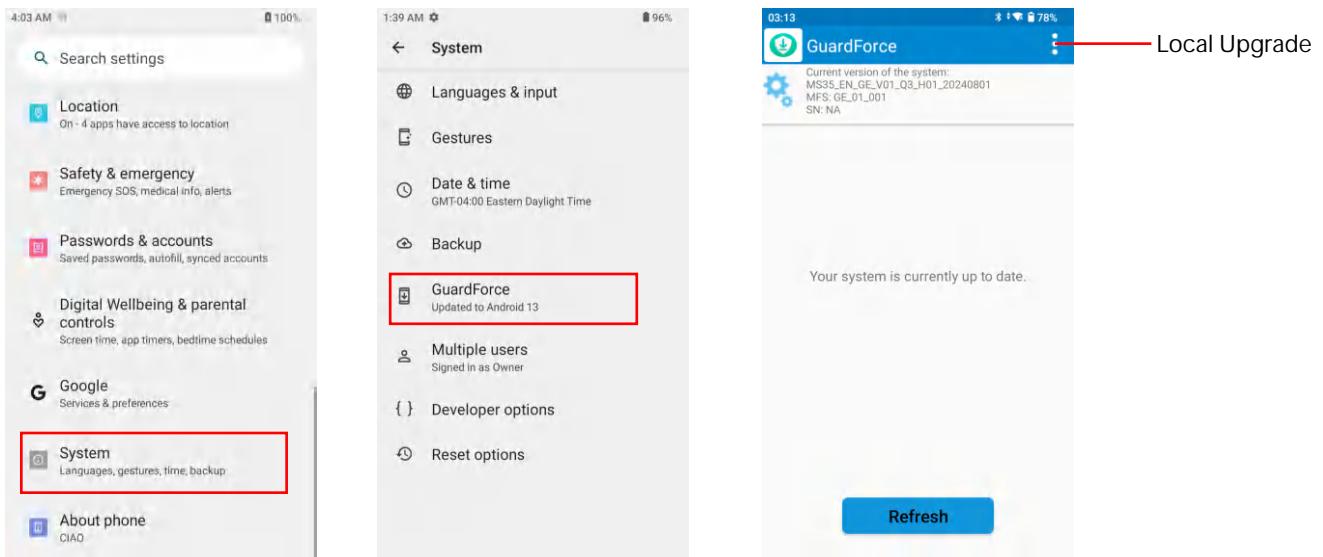 4:03 AM
100%
Search settings
Location
On - 4 apps have access to location
Safety & emergency
Emergency SOS, medical info, alerts
Passwords & accounts
Saved passwords, autofill, synced accounts
Digital Wellbeing & parental
controls
Screen time, app timers, bedtime schedules
Google
Services & preferences
System
Languages, gestures, time, backup
About phone
CIAO
1:39 AM
96%
System
Languages & input
Gestures
Date & time
GMT-04:00 Eastern Daylight Time
Backup
GuardForce
Updated to Android 13
Multiple users
Signed in as Owner
Developer options
Reset options
03:13
78%
GuardForce
Current version of the system:
MS35_EN_GE_V01_Q3_H01_20240801
MFS: GE_01_001
SN: NA
Your system is currently up to date.
Refresh
Local Upgrade